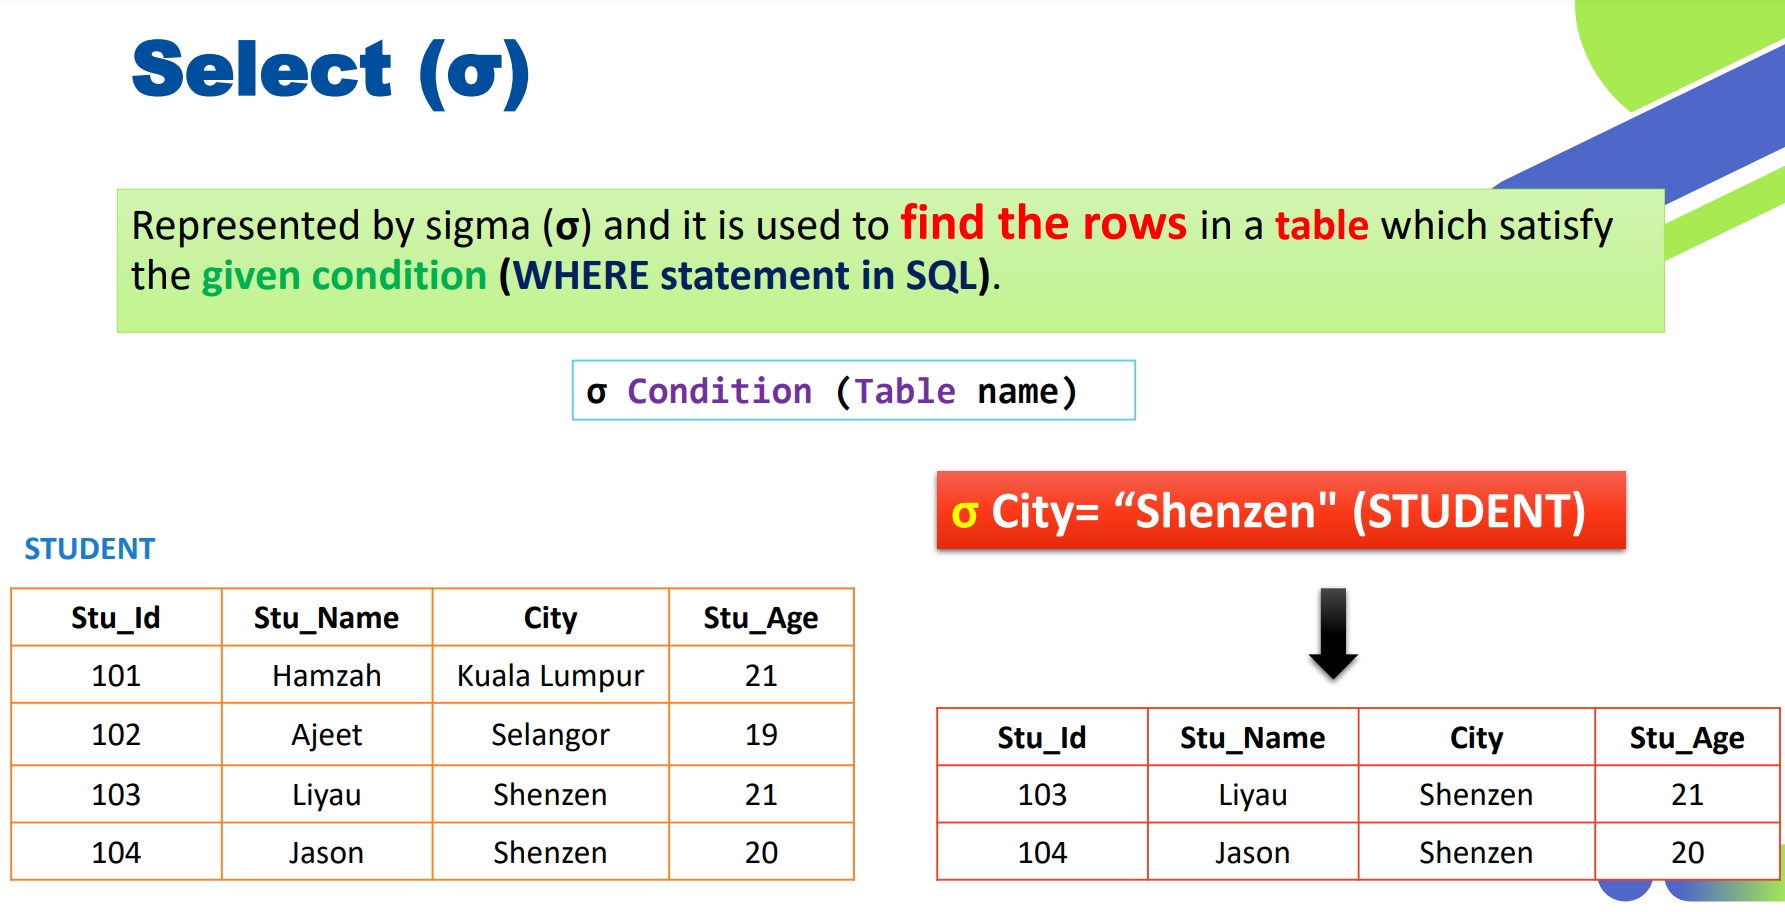 Select (σ)
Represented by sigma (σ) and it is used to find the rows in a table which satisfy
the given condition (WHERE statement in SQL).
σ Condition (Table name)
σ City= “Shenzen" (STUDENT)
STUDENT
Stu_Id Stu_Name City Stu_Age
101 Hamzah Kuala Lumpur 21
102 Ajeet Selangor 19
103 Liyau Shenzen 21
104 Jason Shenzen 20
Stu_Id Stu_Name City Stu_Age
103 Liyau Shenzen 21
104 Jason Shenzen 20